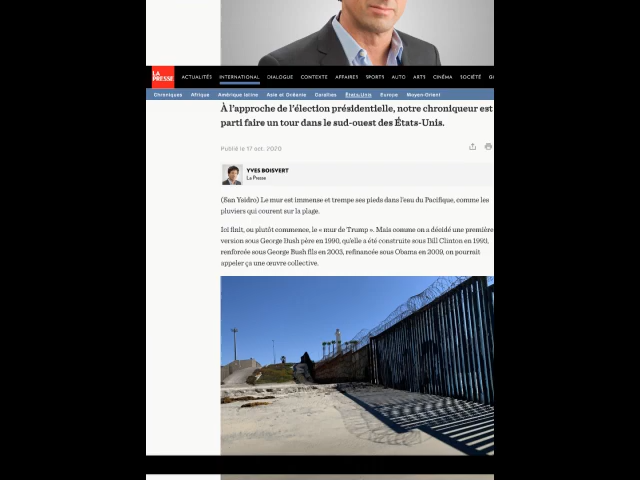 LA PRESSE
ACTUALITÉS INTERNATIONAL DIALOGUE CONTEXTE AFFAIRES SPORTS AUTO ARTS CINÉMA SOCIÉTÉ
Chroniques Afrique Amérique latine Asie et Océanie Caraïbes États-Unis Europe Moyen-Orient
À l'approche de l'élection présidentielle, notre chroniqueur est
parti faire un tour dans le sud-ouest des États-Unis.
Publié le 17 oct. 2020
YVES BOISVERT
La Presse
(San Ysidro) Le mur est immense et trempe ses pieds dans l'eau du Pacifique, comme les
pluviers qui courent sur la plage.
Ici finit, ou plutôt commence, le « mur de Trump ». Mais comme on a décidé une première
version sous George Bush père en 1990, qu'elle a été construite sous Bill Clinton en 1993,
renforcée sous George Bush fils en 2003, refinancée sous Obama en 2009, on pourrait
appeler ça une œuvre collective.